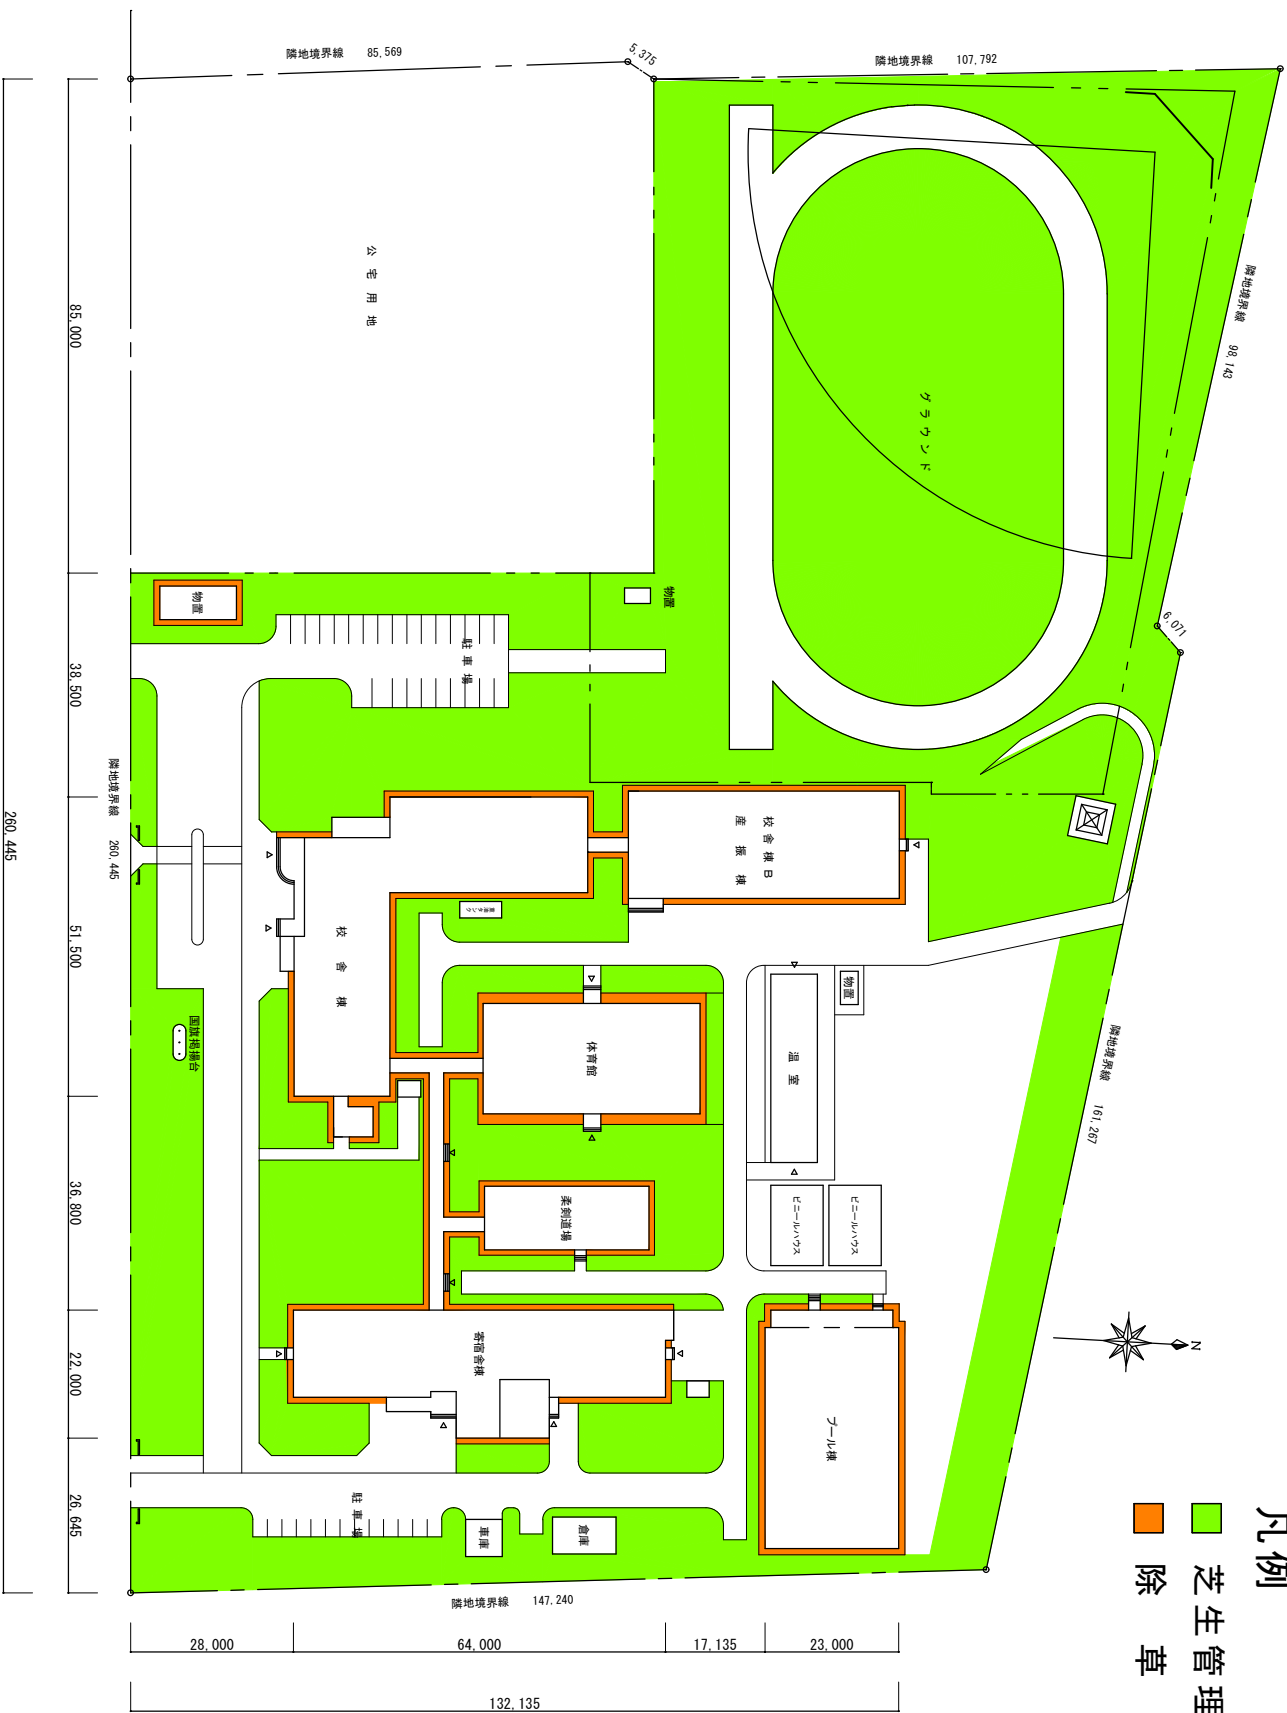 隣地境界線 85,569
5,375
隣地境界線 107,792
隣地境界線 98,143
6,071
隣地境界線 161,267
隣地境界線 147,240
隣地境界線 260,445
公宅用地
グラウンド
物置
物置
駐車場
校舎棟B
産振棟
校舎棟
国旗掲揚台
体育館
物置
温室
ビニールハウス
ビニールハウス
柔剣道場
寄宿舎棟
プール棟
駐車場
車庫
倉庫
N
凡例
芝生管理
除草
85,000
38,500
51,500
36,800
22,000
26,645
260,445
28,000
64,000
17,135
23,000
132,135